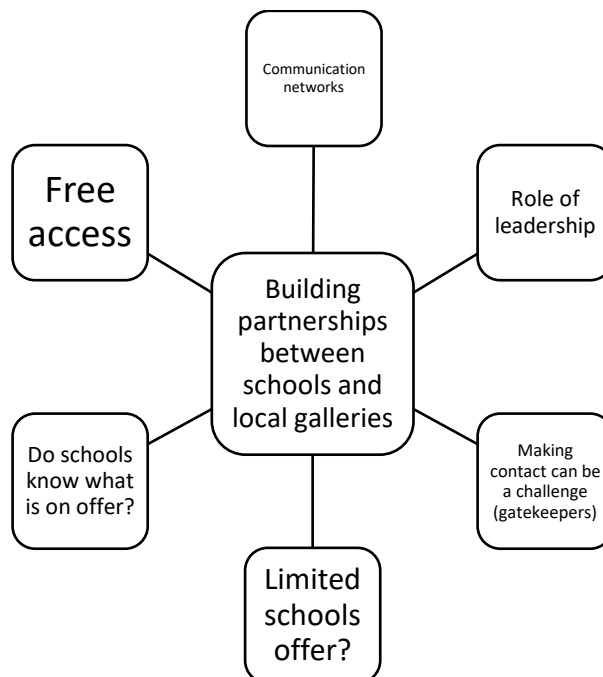 Communication
networks
Free
access
Role of
leadership
Building
partnerships
between
schools and
local galleries
Do schools
know what
is on offer?
Making
contact can be
a challenge
(gatekeepers)
Limited
schools
offer?